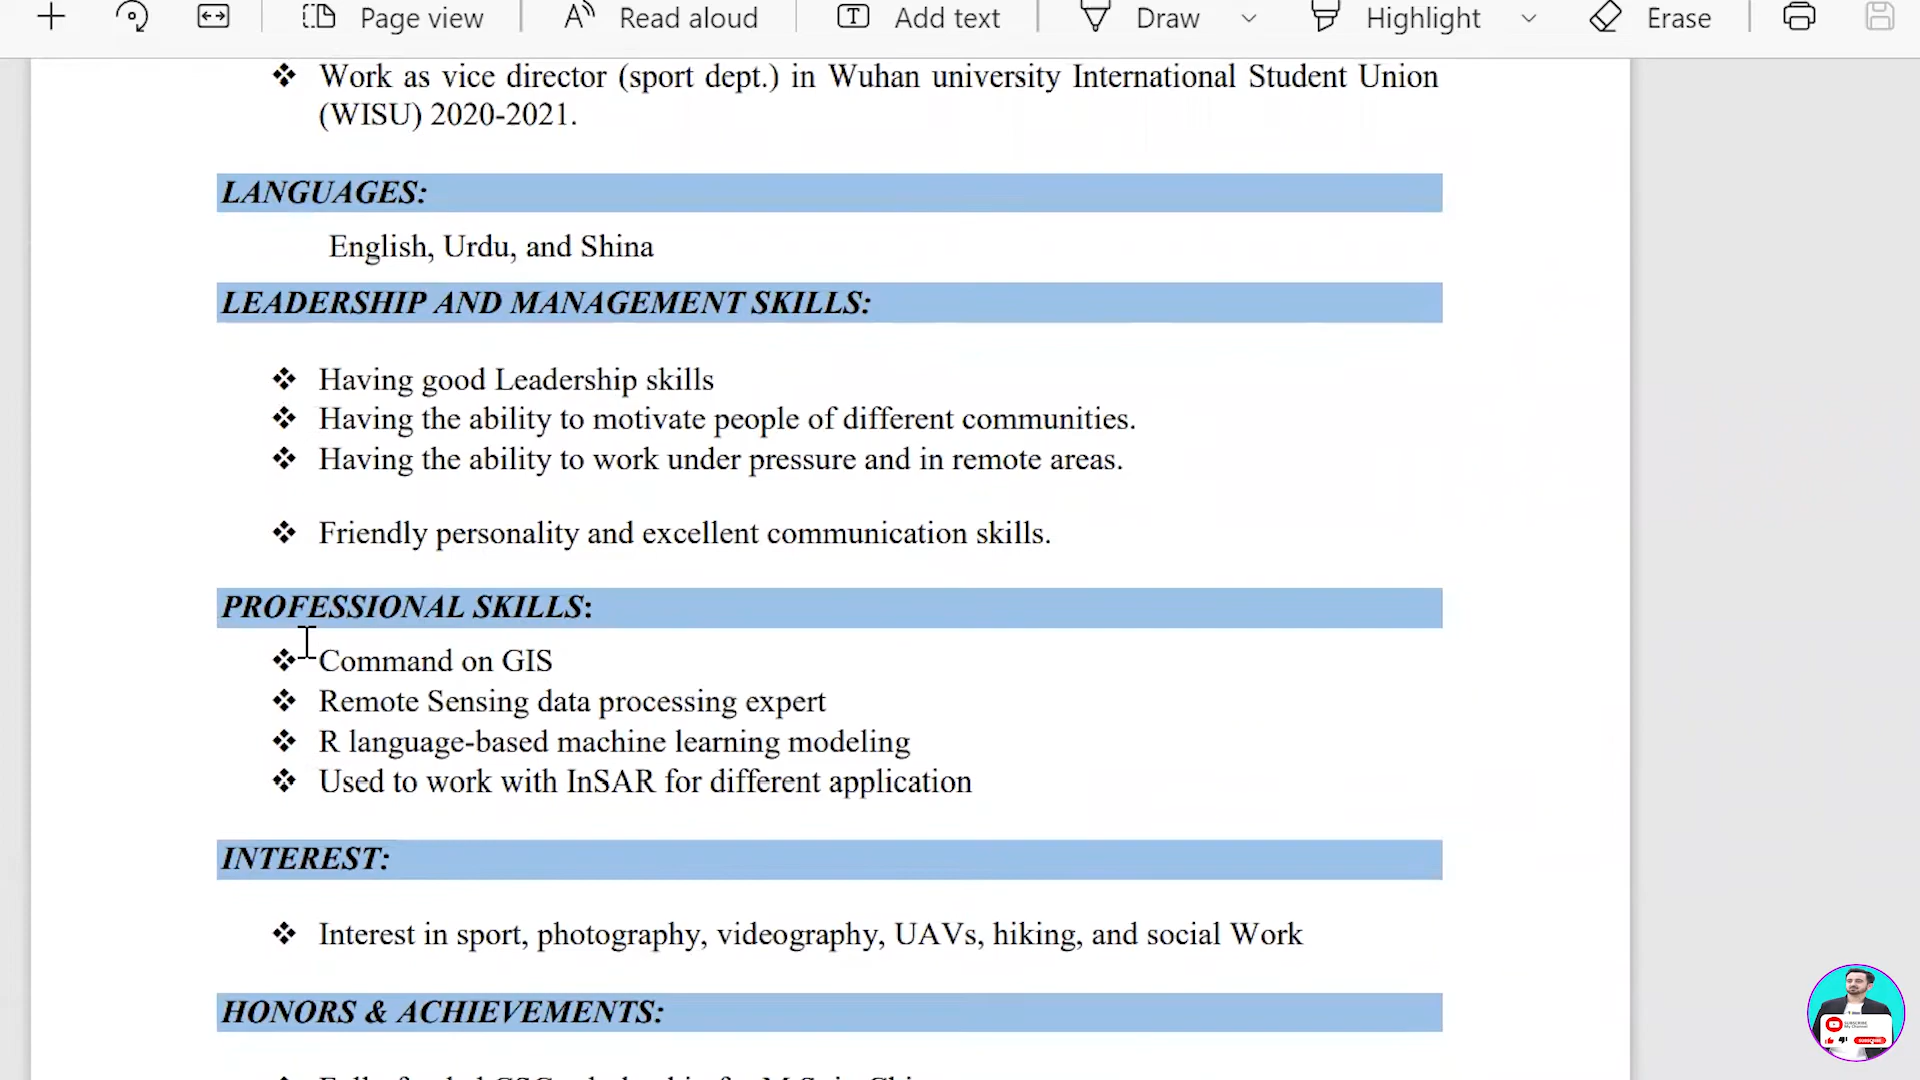 Page view
Read aloud
Add text
Draw
Highlight
Erase
❖ Work as vice director (sport dept.) in Wuhan university International Student Union
(WISU) 2020-2021.
LANGUAGES:
English, Urdu, and Shina
LEADERSHIP AND MANAGEMENT SKILLS:
❖ Having good Leadership skills
❖ Having the ability to motivate people of different communities.
❖ Having the ability to work under pressure and in remote areas.
❖ Friendly personality and excellent communication skills.
PROFESSIONAL SKILLS:
❖ Command on GIS
❖ Remote Sensing data processing expert
❖ R language-based machine learning modeling
❖ Used to work with InSAR for different application
INTEREST:
❖ Interest in sport, photography, videography, UAVs, hiking, and social Work
HONORS & ACHIEVEMENTS: